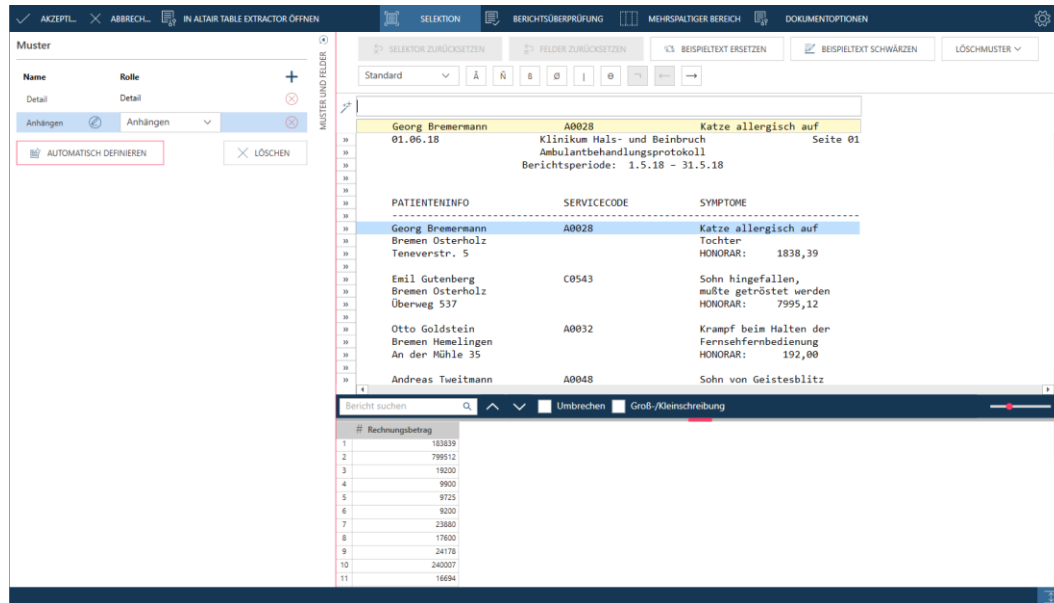 AKZEPTI... ABBRECH... IN ALTAIR TABLE EXTRACTOR ÖFFNEN SELEKTION BERICHTSÜBERPRÜFUNG MEHRSPALTIGER BEREICH DOKUMENTOPTIONEN
Muster
Name Rolle
Detail Detail
Anhängen Anhängen
AUTOMATISCH DEFINIEREN LÖSCHEN
MUSTER UND FELDER
SELEKTOR ZURÜCKSETZEN FELDER ZURÜCKSETZEN BEISPIELTEXT ERSETZEN BEISPIELTEXT SCHWÄRZEN LÖSCHMUSTER
Standard Ã Ñ ß Ø | Ө ¬ ← →
Georg Bremermann A0028 Katze allergisch auf
01.06.18 Klinikum Hals- und Beinbruch Seite 01
Ambulantbehandlungsprotokoll
Berichtsperiode: 1.5.18 – 31.5.18
PATIENTENINFO SERVICECODE SYMPTOME
--------------------------------------------------------------------
Georg Bremermann A0028 Katze allergisch auf
Bremen Osterholz Tochter
Teneverstr. 5 HONORAR: 1838,39
Emil Gutenberg C0543 Sohn hingefallen,
Bremen Osterholz mußte getröstet werden
Überweg 537 HONORAR: 7995,12
Otto Goldstein A0032 Krampf beim Halten der
Bremen Hemelingen Fernsehfernbedienung
An der Mühle 35 HONORAR: 192,00
Andreas Tweitmann A0048 Sohn von Geistesblitz
Bericht suchen Umbrechen Groß-/Kleinschreibung
# Rechnungsbetrag
1 183839
2 799512
3 19200
4 9900
5 9725
6 9200
7 23880
8 17600
9 24178
10 240007
11 16694